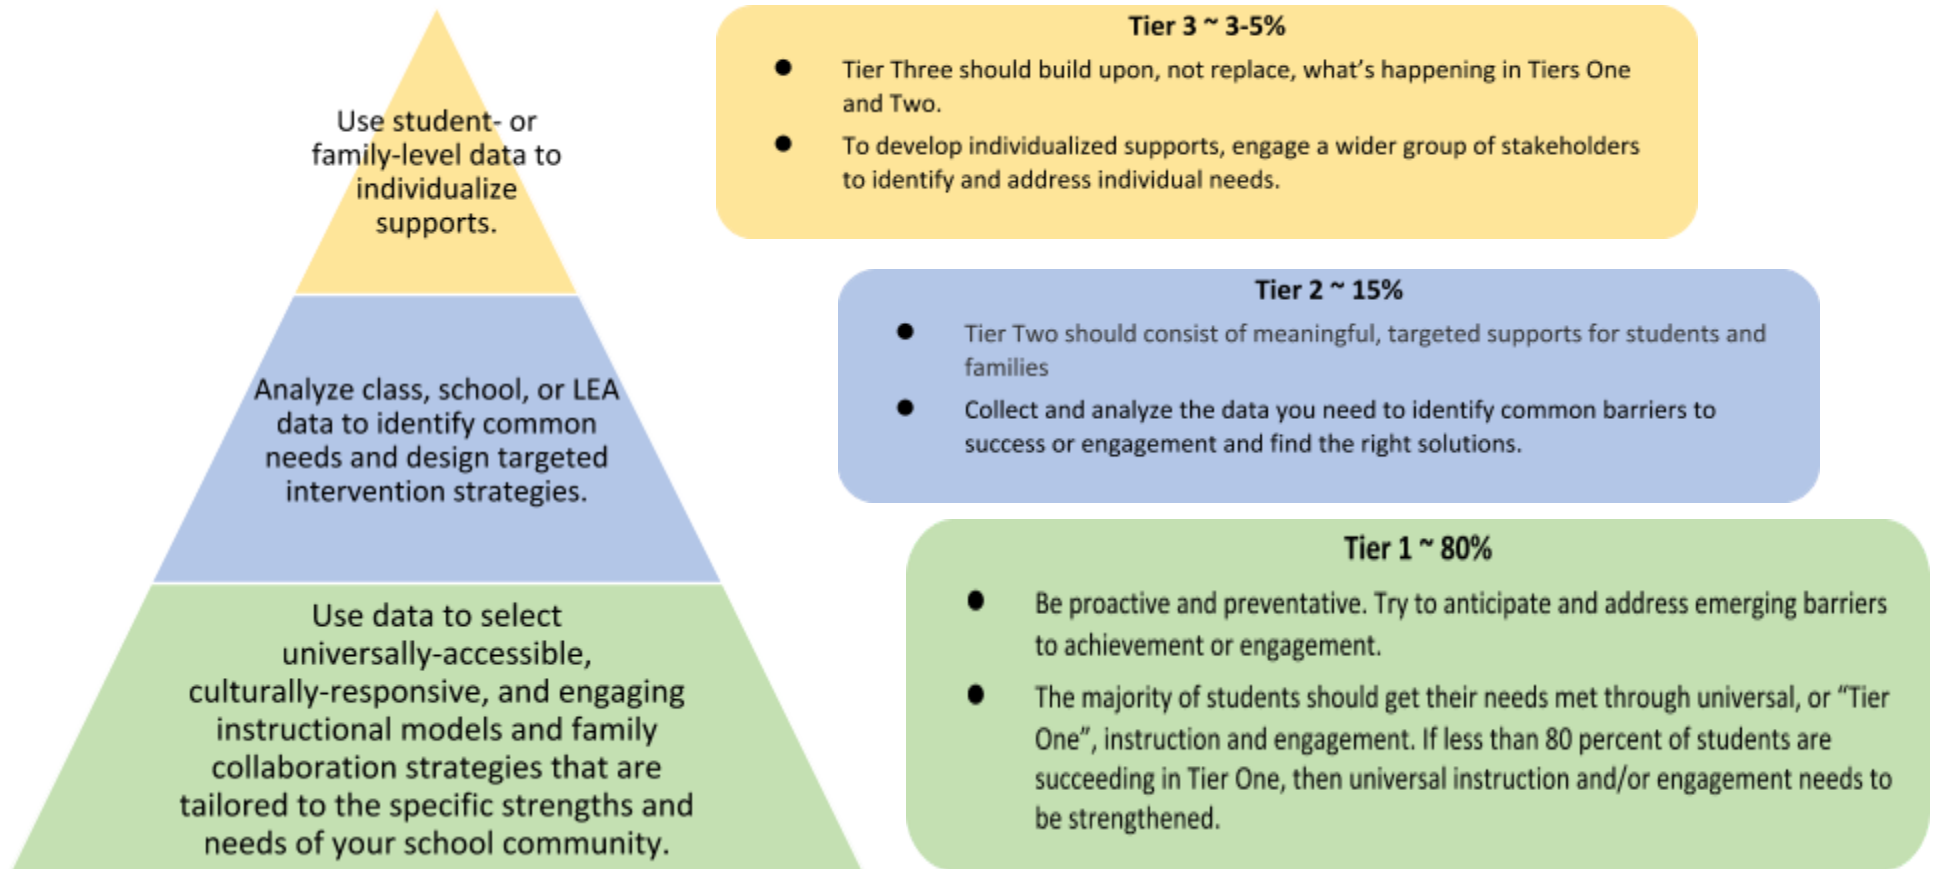 Use student- or
family-level data to
individualize
supports.
Tier 3 ~ 3-5%
● Tier Three should build upon, not replace, what's happening in Tiers One
and Two.
● To develop individualized supports, engage a wider group of stakeholders
to identify and address individual needs.
Analyze class, school, or LEA
data to identify common
needs and design targeted
intervention strategies.
Tier 2 ~ 15%
● Tier Two should consist of meaningful, targeted supports for students and
families
● Collect and analyze the data you need to identify common barriers to
success or engagement and find the right solutions.
Use data to select
universally-accessible,
culturally-responsive, and engaging
instructional models and family
collaboration strategies that are
tailored to the specific strengths and
needs of your school community.
Tier 1 ~ 80%
● Be proactive and preventative. Try to anticipate and address emerging barriers
to achievement or engagement.
● The majority of students should get their needs met through universal, or “Tier
One”, instruction and engagement. If less than 80 percent of students are
succeeding in Tier One, then universal instruction and/or engagement needs to
be strengthened.